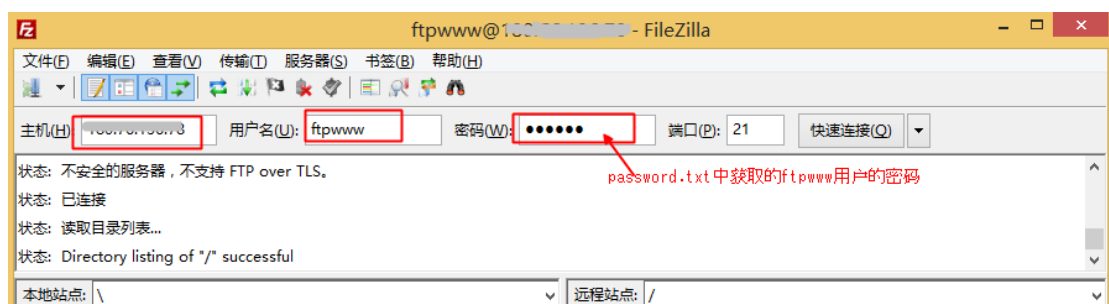 ftpwww@ - FileZilla
文件(F) 编辑(E) 查看(V) 传输(T) 服务器(S) 书签(B) 帮助(H)
主机(H): 用户名(U): ftpwww 密码(W): ●●●●●● 端口(P): 21 快速连接(Q)
状态: 不安全的服务器，不支持 FTP over TLS。
password.txt中获取的ftpwww用户的密码
状态: 已连接
状态: 读取目录列表...
状态: Directory listing of "/" successful
本地站点: \ 远程站点: /